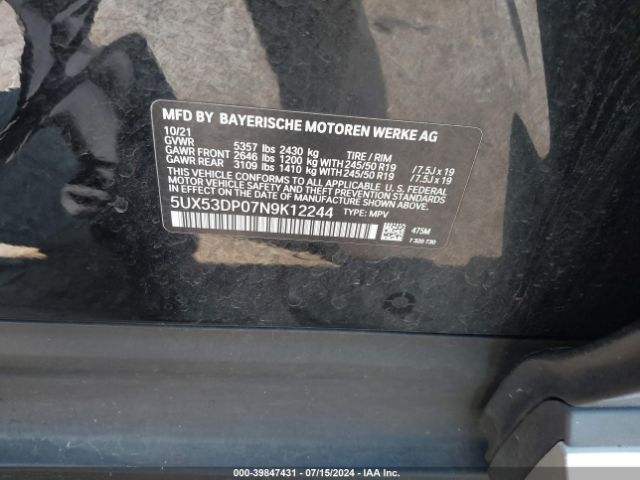 MFD BY BAYERISCHE MOTOREN WERKE AG
10/21
GVWR 5357 lbs 2430 kg TIRE / RIM
GAWR FRONT 2646 lbs 1200 kg WITH 245/50 R19 / 7.5J x 19
GAWR REAR 3109 lbs 1410 kg WITH 245/50 R19 / 7.5J x 19
THIS VEHICLE CONFORMS TO ALL APPLICABLE U. S. FEDERAL
MOTOR VEHICLE SAFETY STANDARDS IN EFFECT
ON THE DATE OF MANUFACTURE SHOWN ABOVE.
5UX53DP07N9K12244 TYPE: MPV
475M
7 320 730
000-39847431 - 07/15/2024 - IAA Inc.